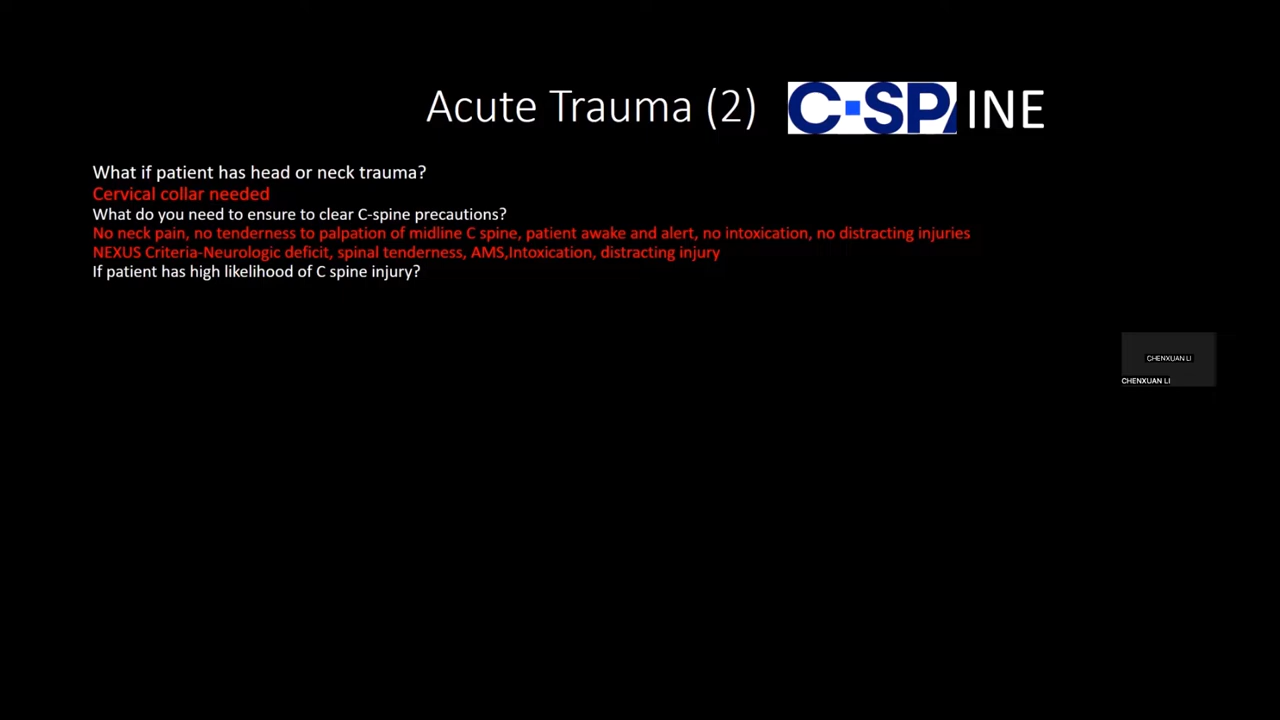 Acute Trauma (2) C·SPINE
What if patient has head or neck trauma?
Cervical collar needed
What do you need to ensure to clear C-spine precautions?
No neck pain, no tenderness to palpation of midline C spine, patient awake and alert, no intoxication, no distracting injuries
NEXUS Criteria-Neurologic deficit, spinal tenderness, AMS,Intoxication, distracting injury
If patient has high likelihood of C spine injury?
CHENXUAN LI
CHENXUAN LI